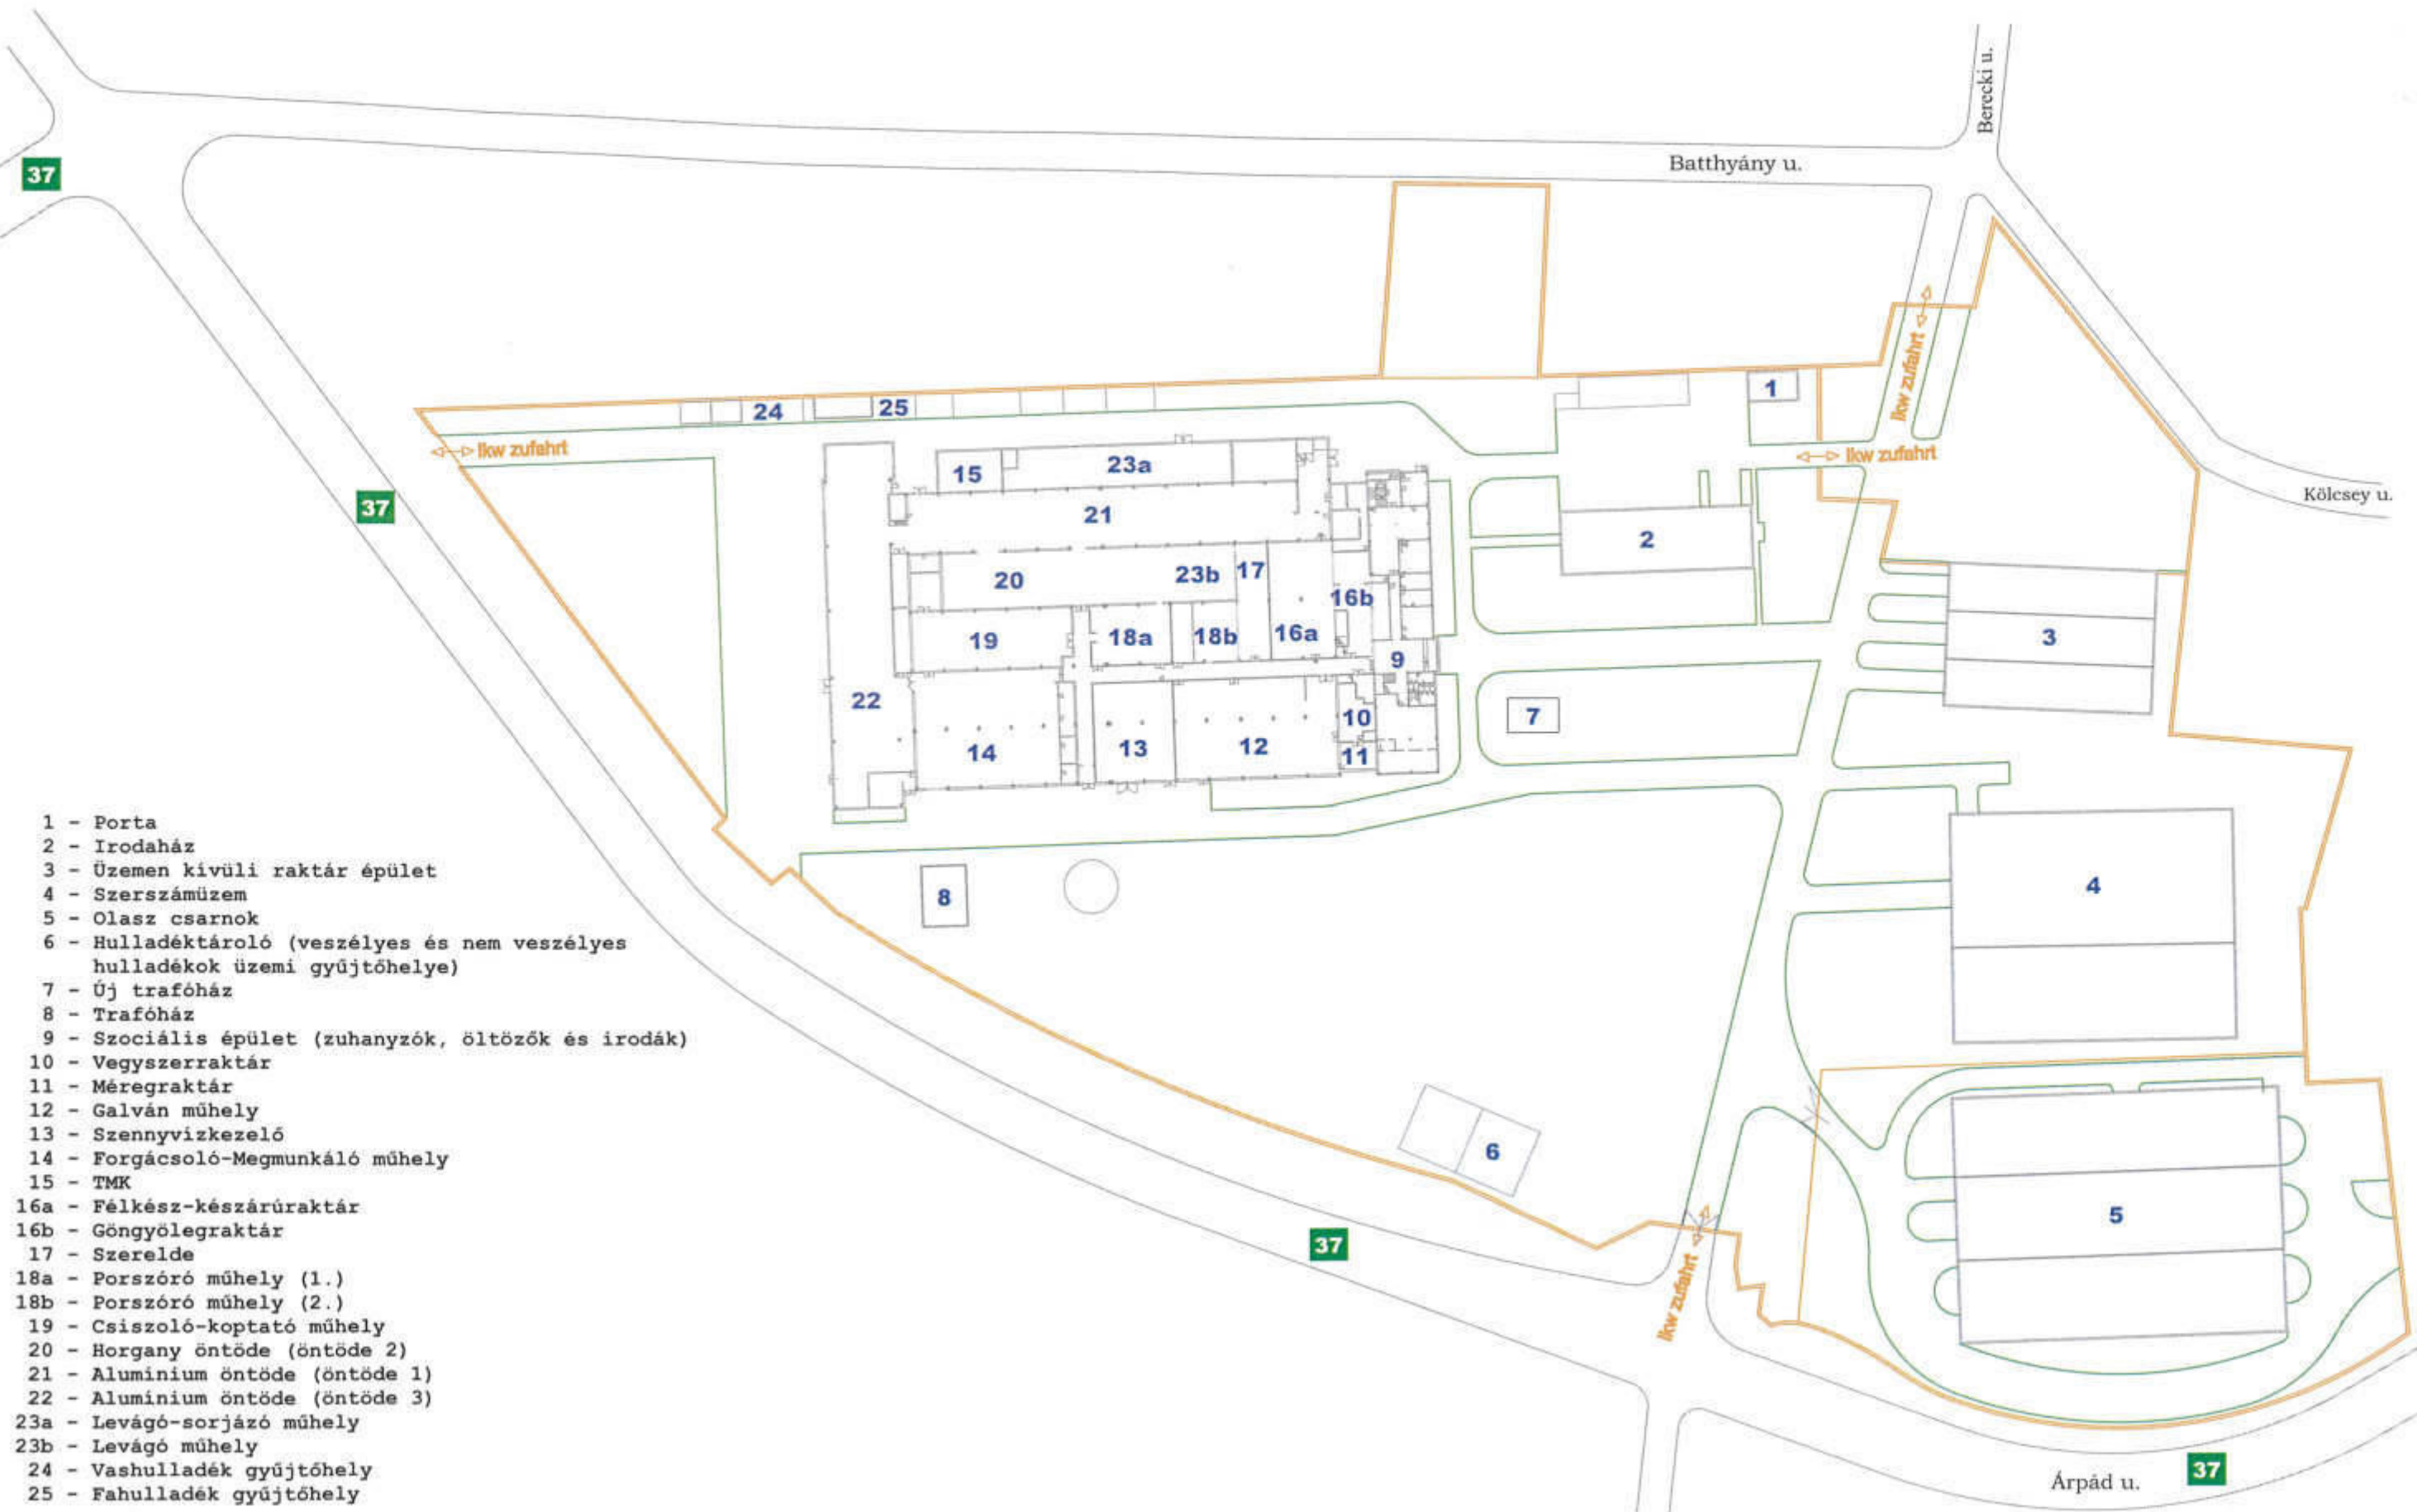 Berecki u.
Batthyány u.
37
lkw zufahrt
1
24
25
lkw zufahrt
lkw zufahrt
15
23a
37
21
Kölcsey u.
2
20
23b
17
16b
19
18a
18b
16a
3
9
22
7
10
14
13
12
11
8
4
6
5
37
lkw zufahrt
37
Árpád u.
1 - Porta
2 - Irodaház
3 - Üzemen kívüli raktár épület
4 - Szerszámüzem
5 - Olasz csarnok
6 - Hulladéktároló (veszélyes és nem veszélyes
hulladékok üzemi gyűjtőhelye)
7 - Új trafóház
8 - Trafóház
9 - Szociális épület (zuhanyzók, öltözők és irodák)
10 - Vegyszerraktár
11 - Méregraktár
12 - Galván műhely
13 - Szennyvízkezelő
14 - Forgácsoló-Megmunkáló műhely
15 - TMK
16a - Félkész-készárúraktár
16b - Göngyölegraktár
17 - Szerelde
18a - Porszóró műhely (1.)
18b - Porszóró műhely (2.)
19 - Csiszoló-koptató műhely
20 - Horgany öntöde (öntöde 2)
21 - Alumínium öntöde (öntöde 1)
22 - Alumínium öntöde (öntöde 3)
23a - Levágó-sorjázó műhely
23b - Levágó műhely
24 - Vashulladék gyűjtőhely
25 - Fahulladék gyűjtőhely